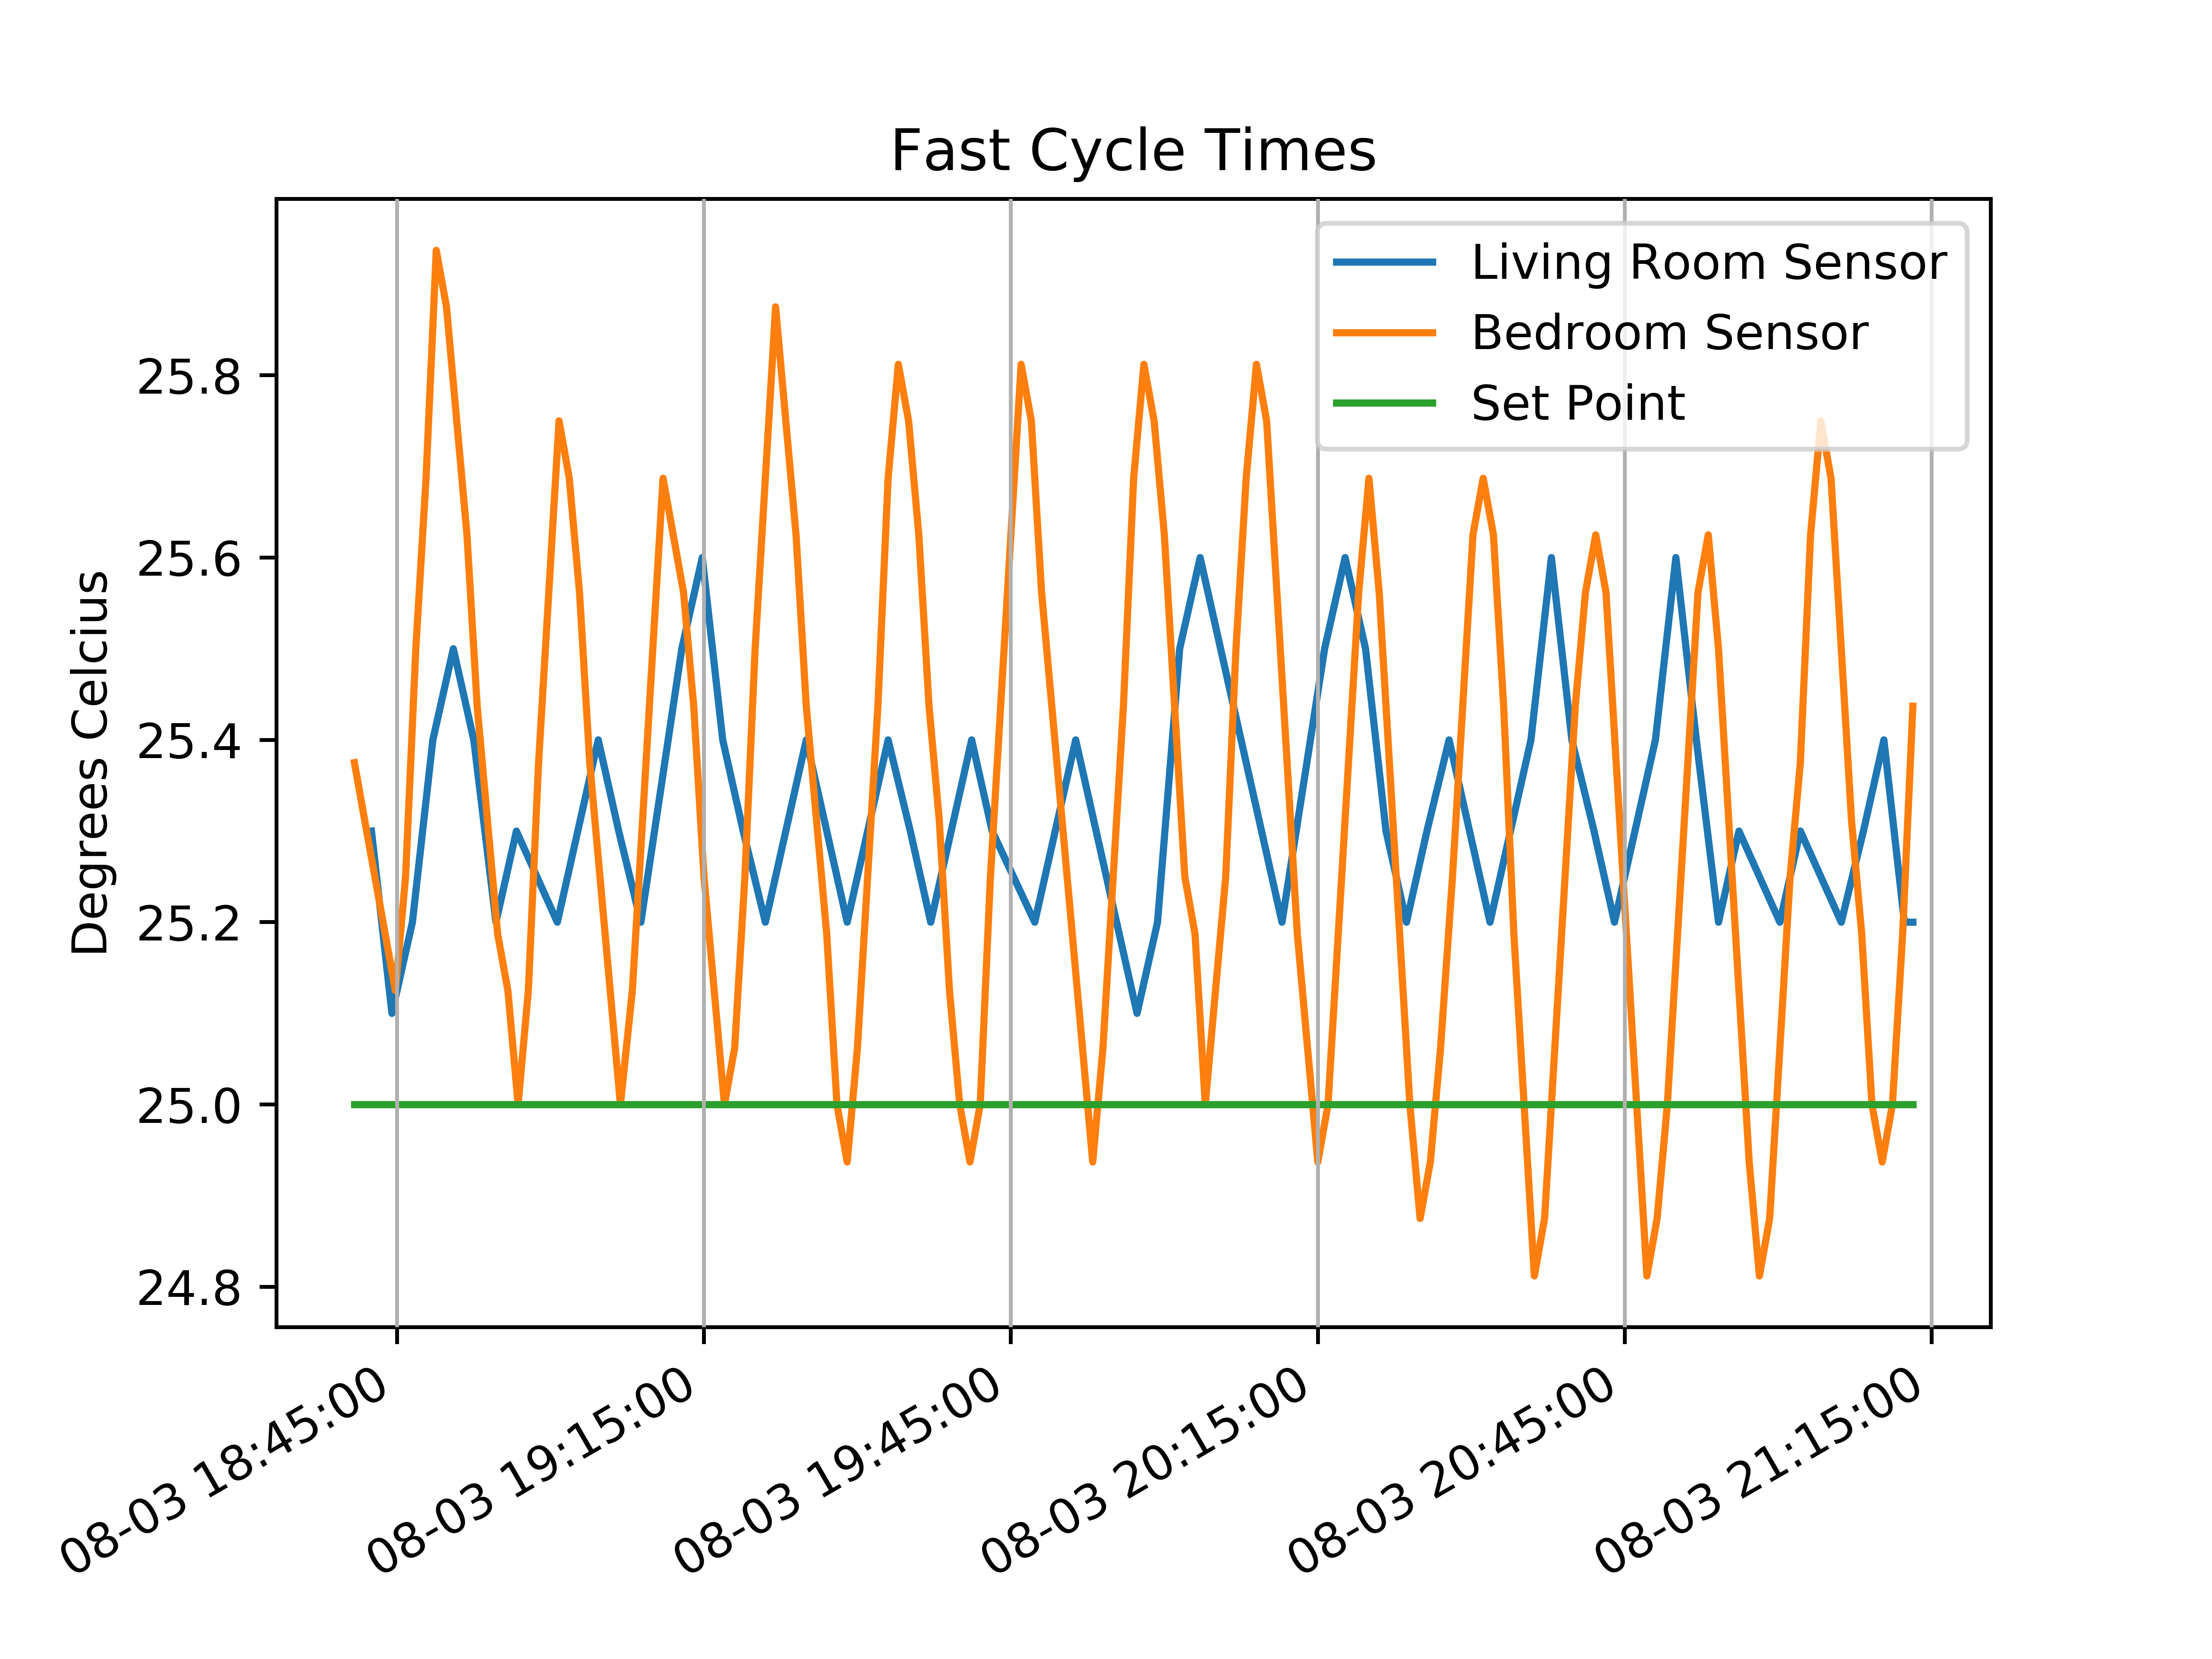 Fast Cycle Times
Living Room Sensor
Bedroom Sensor
Set Point
Degrees Celcius
25.8
25.6
25.4
25.2
25.0
24.8
08-03 18:45:00
08-03 19:15:00
08-03 19:45:00
08-03 20:15:00
08-03 20:45:00
08-03 21:15:00